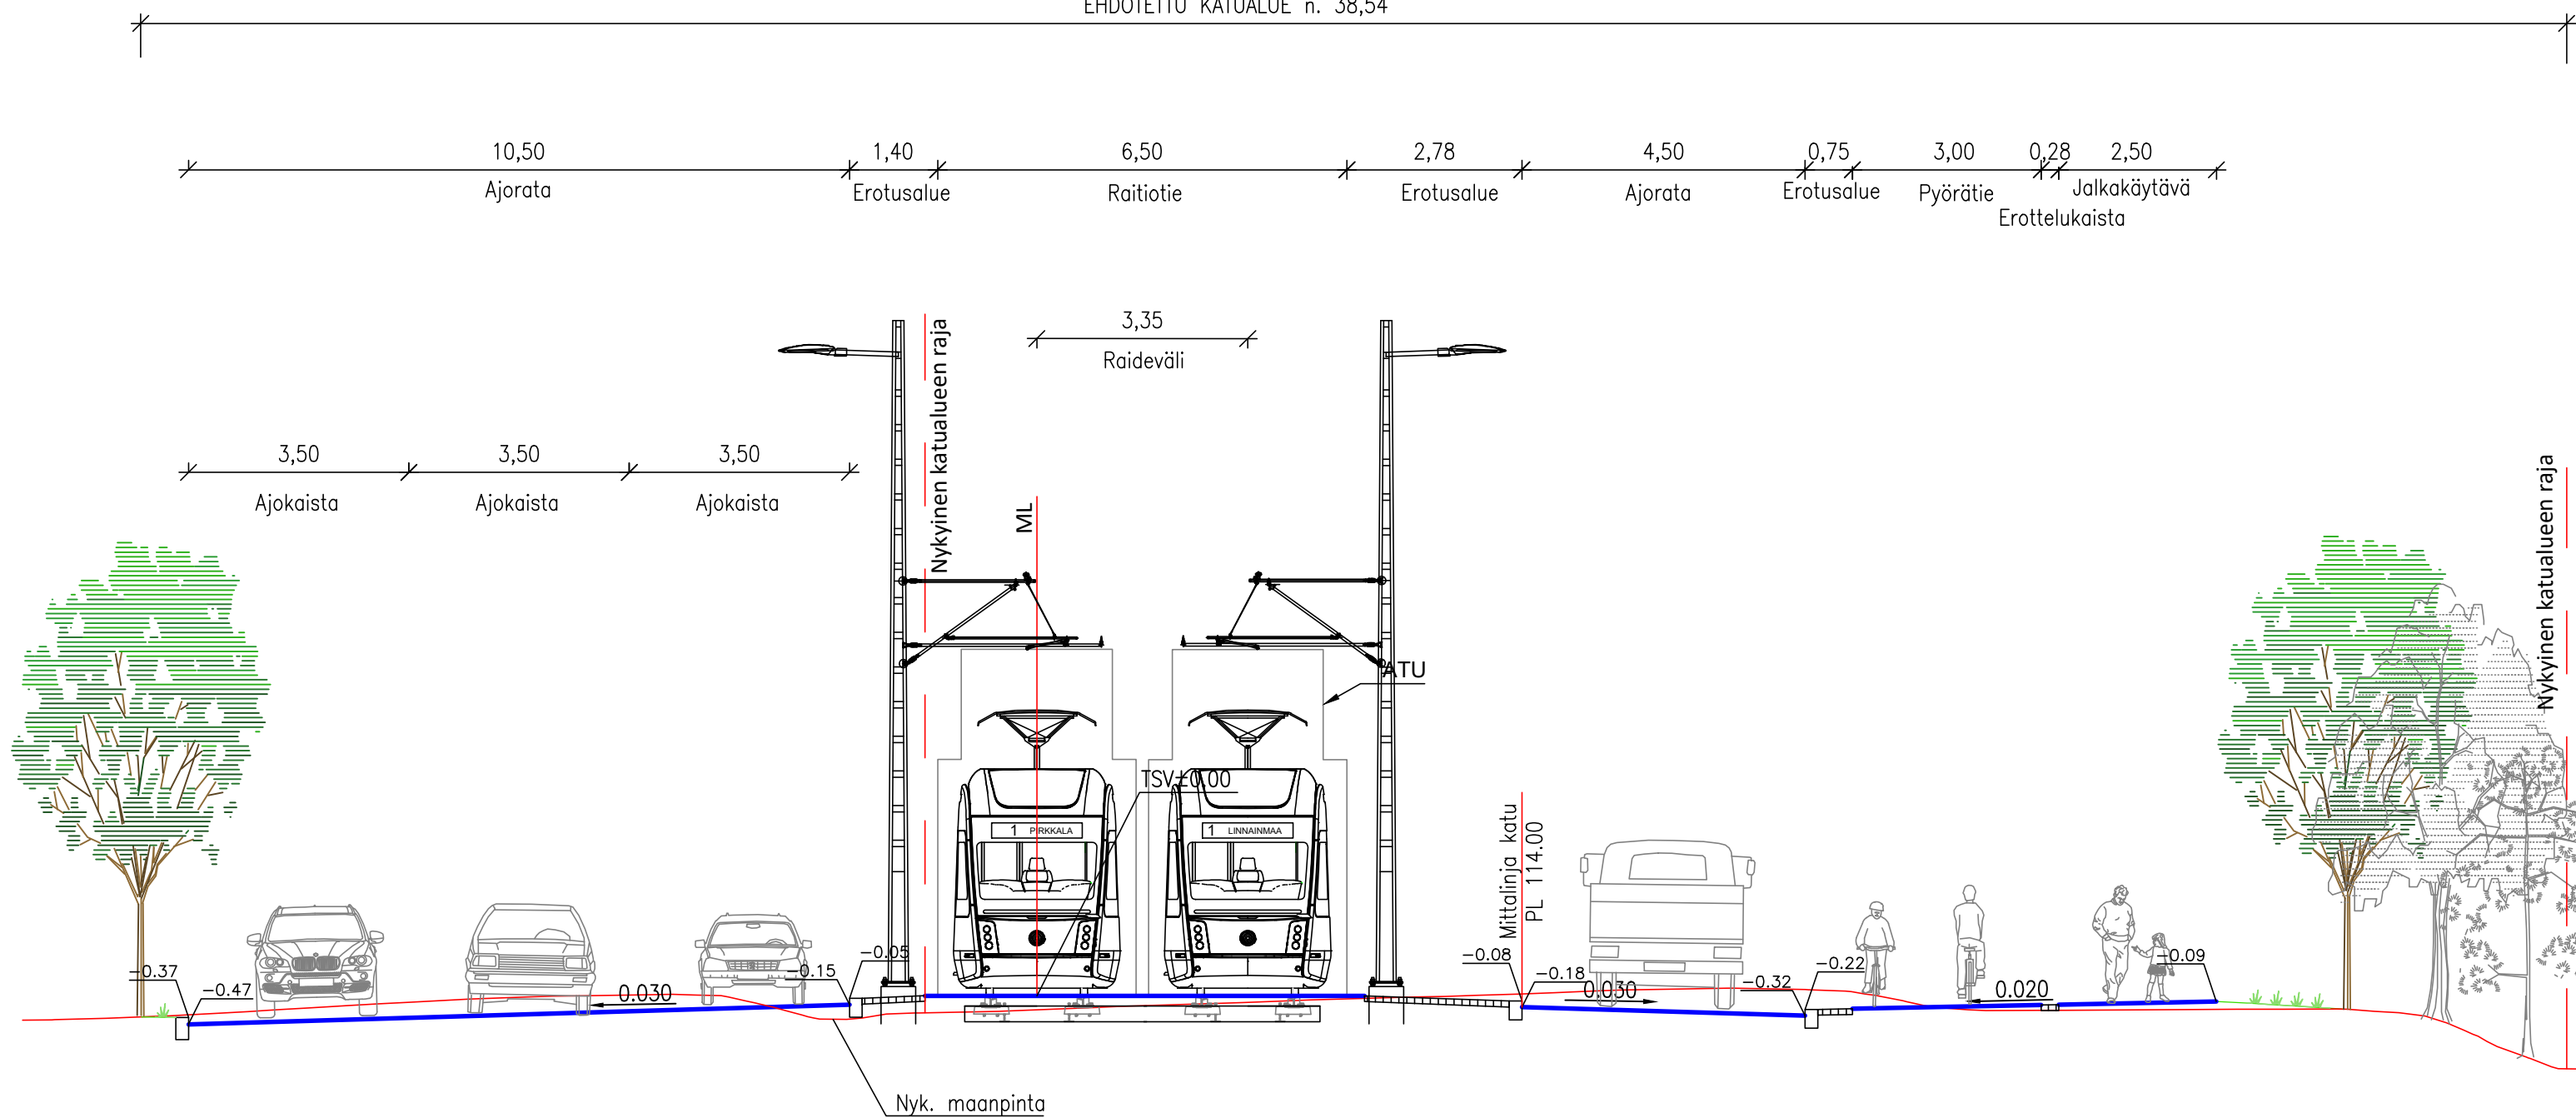 EHDOTETTU KATUALUE n. 38,54
10,50
1,40
6,50
2,78
4,50
0,75
3,00
0,28
2,50
Ajorata
Erotusalue
Raitiotie
Erotusalue
Ajorata
Erotusalue
Pyörätie
Jalkakäytävä
Erottelukaista
3,35
Raideväli
Nykyinen katualueen raja
3,50
3,50
3,50
Ajokaista
Ajokaista
Ajokaista
ML
Nykyinen katualueen raja
ATU
TSV±0.00
1 PIRKKALA
1 LINNAINMAA
Mittalinja katu
PL 114.00
-0.37
-0.47
0.030
-0.15
-0.05
-0.08
-0.18
0.030
-0.32
-0.22
0.020
-0.09
Nyk. maanpinta